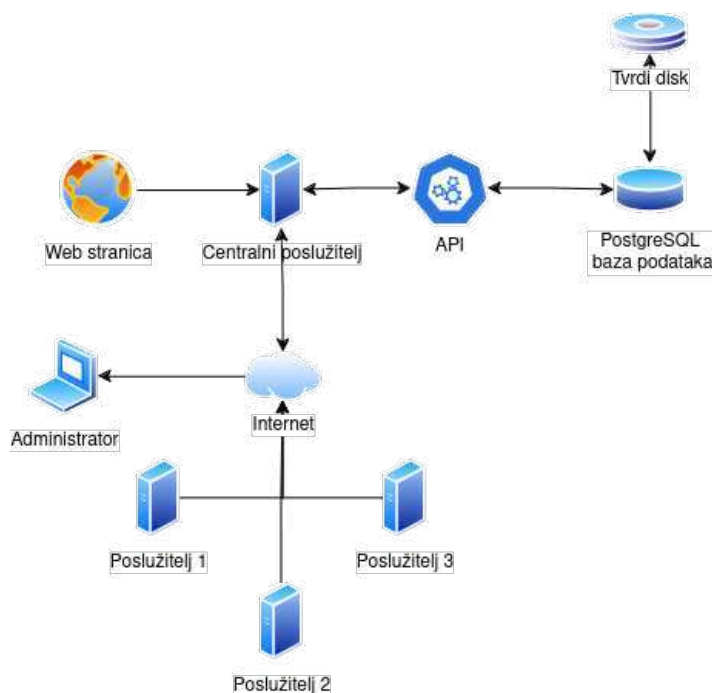 Tvrdi disk
Web stranica
Centralni poslužitelj
API
PostgreSQL
baza podataka
Administrator
Internet
Poslužitelj 1
Poslužitelj 3
Poslužitelj 2